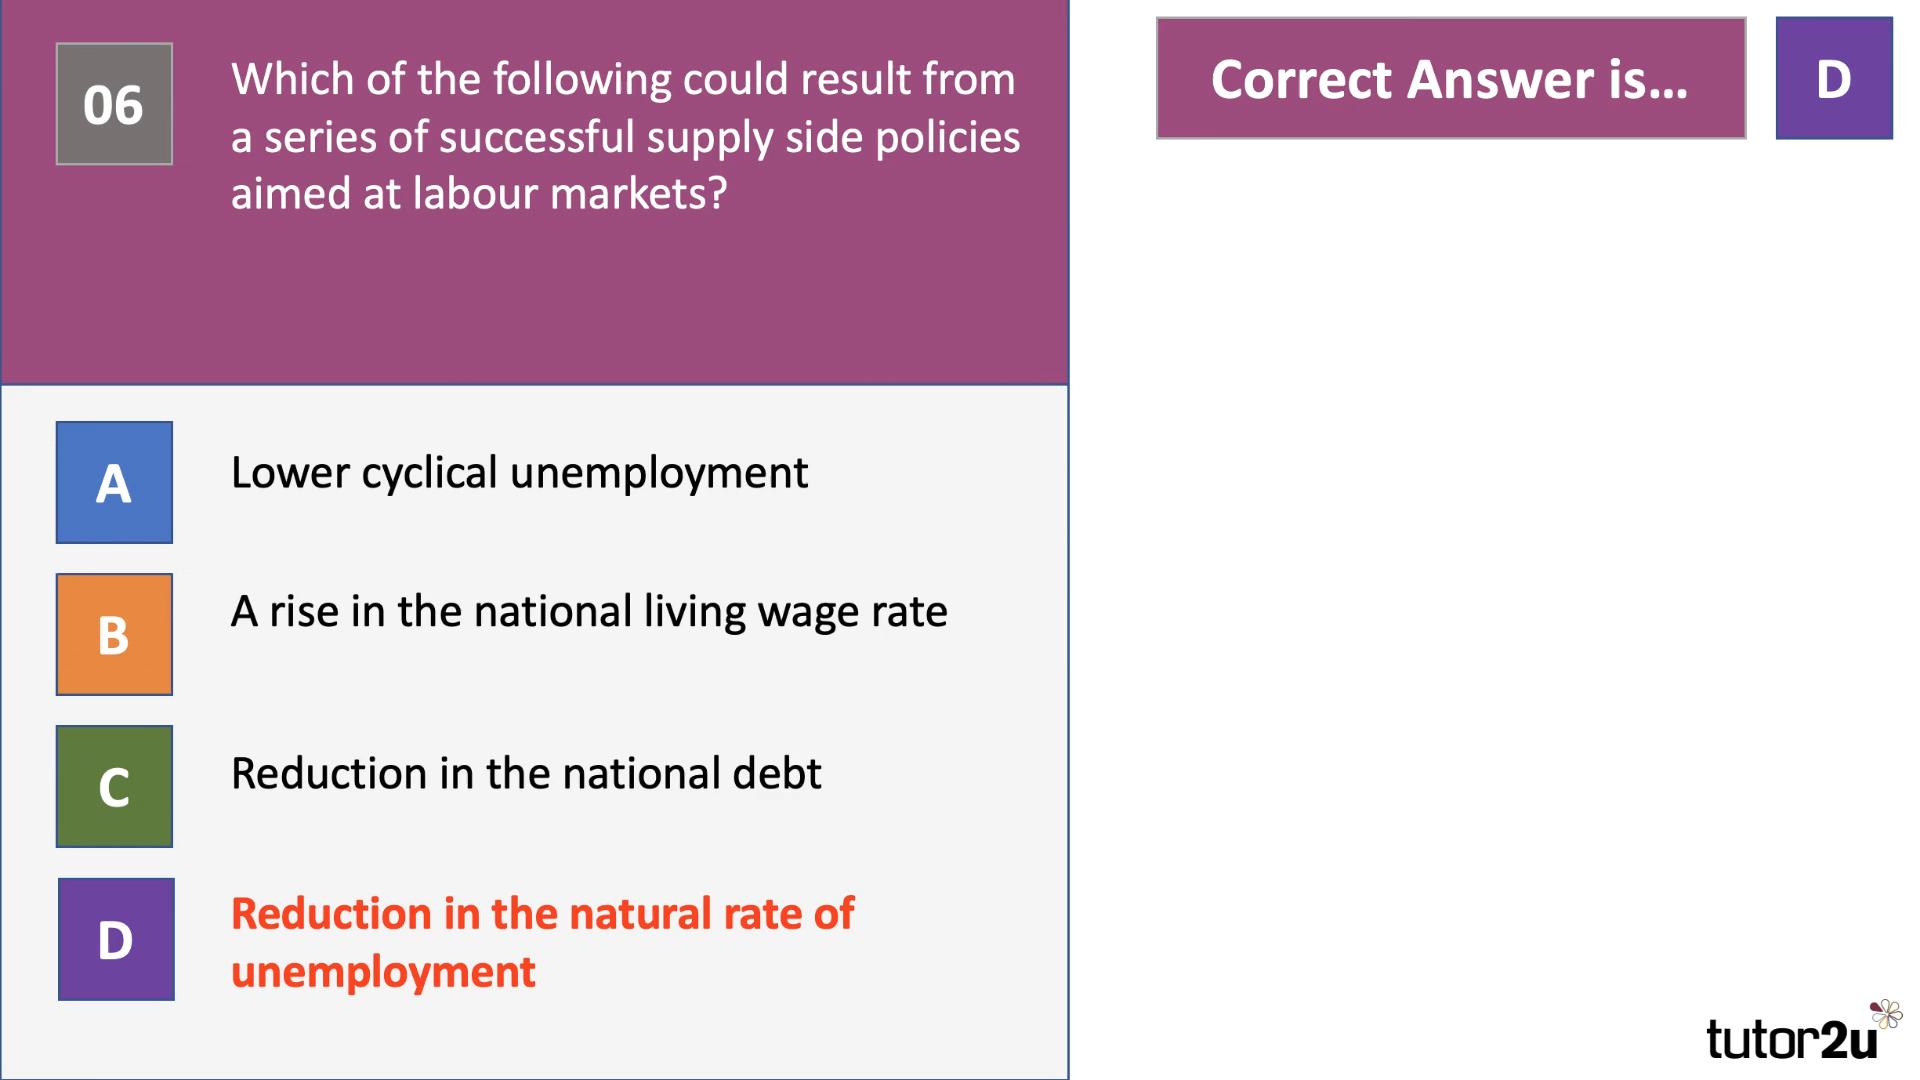 06
Which of the following could result from
a series of successful supply side policies
aimed at labour markets?
A
Lower cyclical unemployment
B
A rise in the national living wage rate
C
Reduction in the national debt
D
Reduction in the natural rate of
unemployment
Correct Answer is...
D
tutor2u